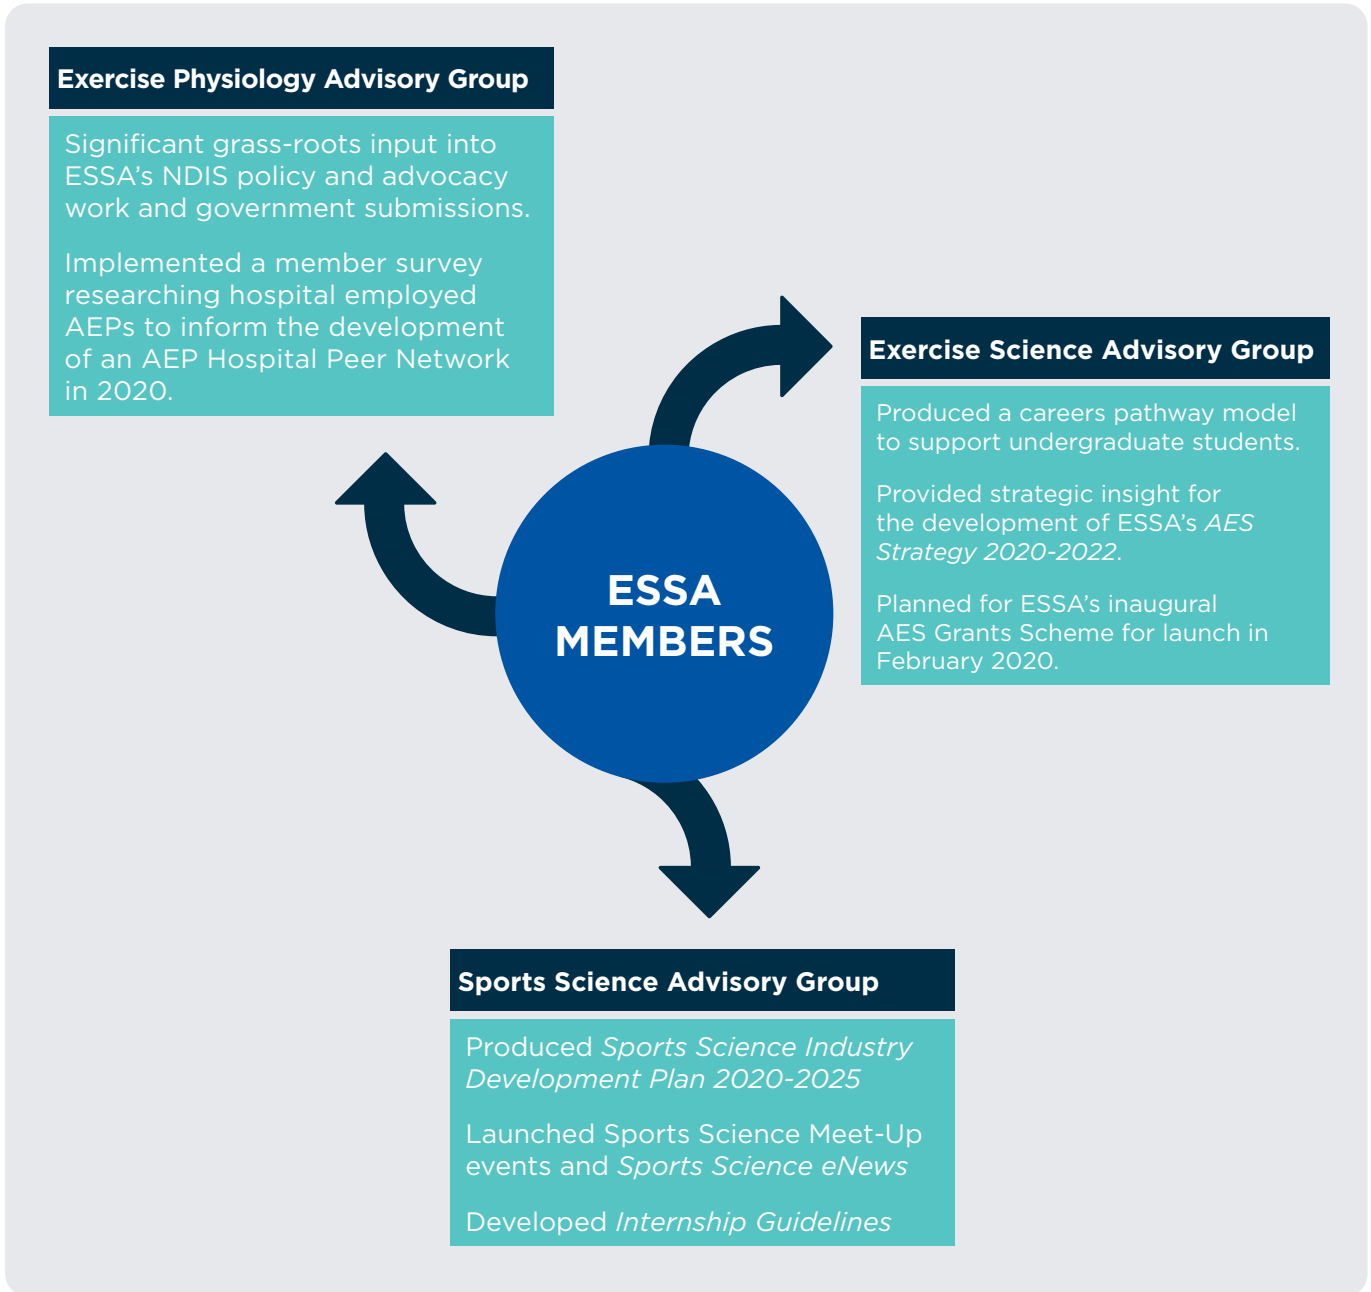 Exercise Physiology Advisory Group
Significant grass-roots input into
ESSA’s NDIS policy and advocacy
work and government submissions.
Implemented a member survey
researching hospital employed
AEPs to inform the development
of an AEP Hospital Peer Network
in 2020.
Exercise Science Advisory Group
Produced a careers pathway model
to support undergraduate students.
Provided strategic insight for
the development of ESSA’s AES
Strategy 2020-2022.
Planned for ESSA’s inaugural
AES Grants Scheme for launch in
February 2020.
ESSA
MEMBERS
Sports Science Advisory Group
Produced Sports Science Industry
Development Plan 2020-2025
Launched Sports Science Meet-Up
events and Sports Science eNews
Developed Internship Guidelines